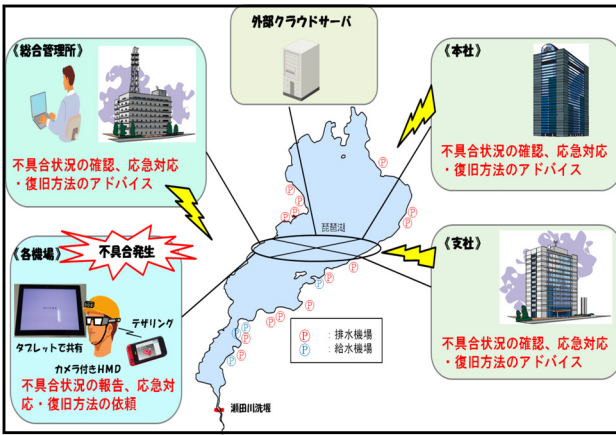 外部クラウドサーバ
《総合管理所》
不具合状況の確認、応急対応
・復旧方法のアドバイス
《本社》
不具合状況の確認、応急対応
・復旧方法のアドバイス
琵琶湖
《各機場》
不具合発生
タブレットで共有
テザリング
カメラ付きHMD
不具合状況の報告、応急対
応・復旧方法の依頼
《支社》
不具合状況の確認、応急対応
・復旧方法のアドバイス
Ⓟ : 排水機場
Ⓟ : 給水機場
瀬田川洗堰